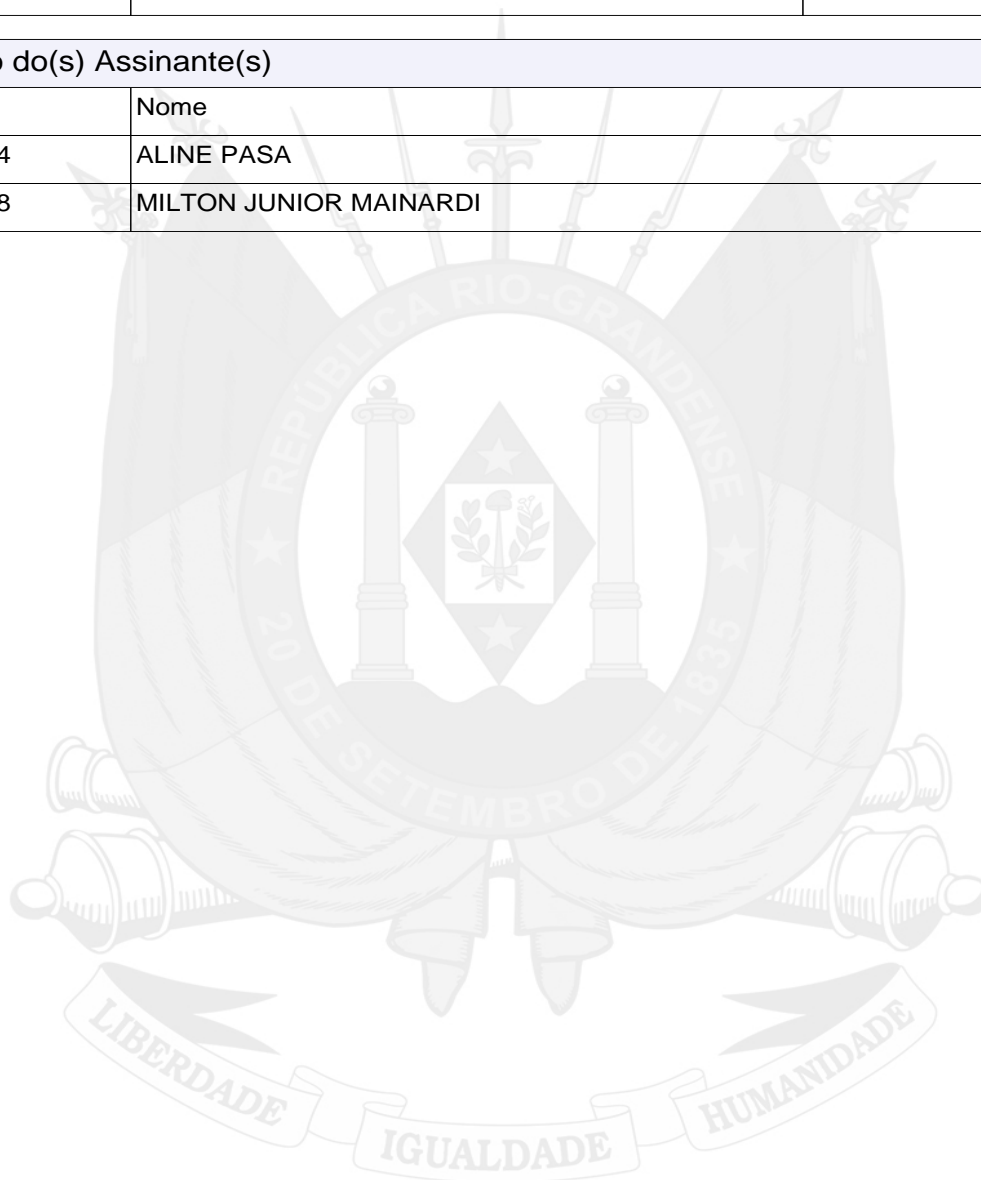 o do(s) Assinante(s)
Nome
4 ALINE PASA
8 MILTON JUNIOR MAINARDI
REPÚBLICA RIO-GRANDENSE
★ 20 DE SETEMBRO DE 1835 ★
LIBERDADE IGUALDADE HUMANIDADE